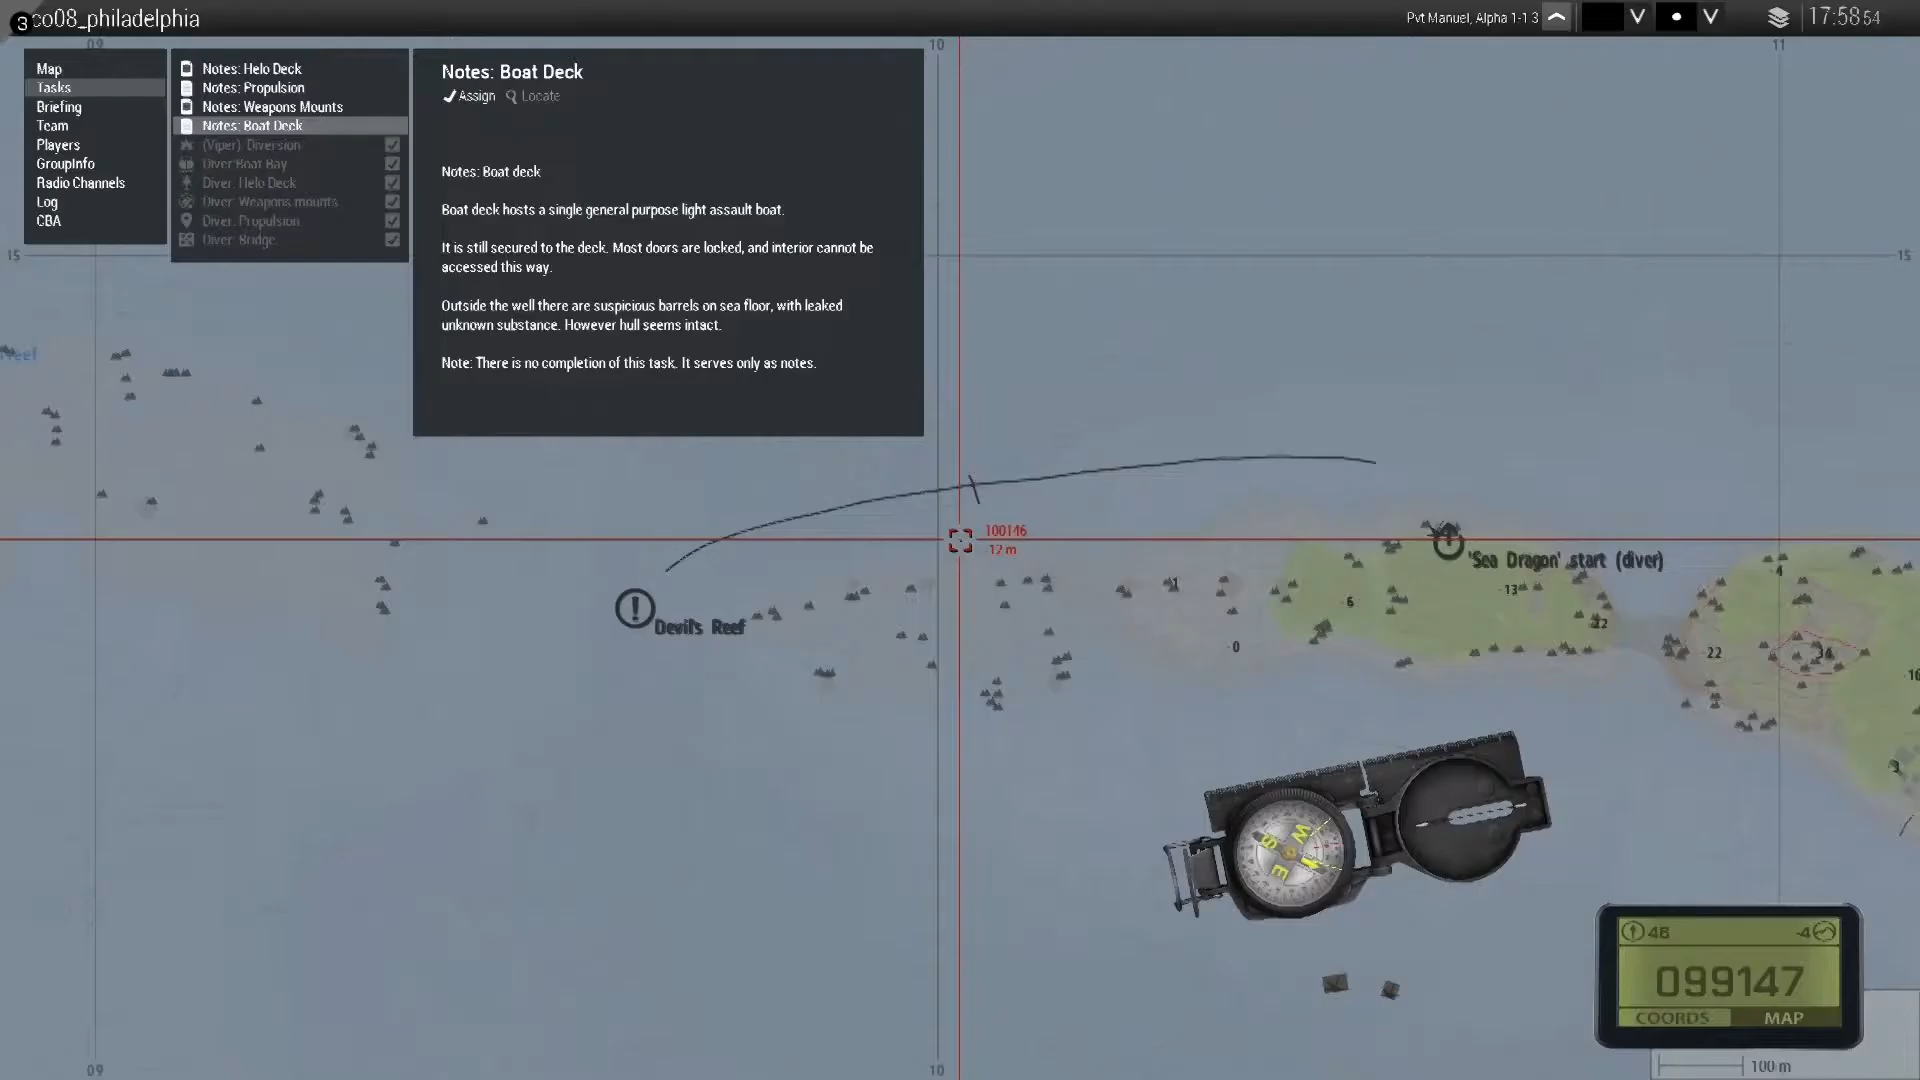 3
co08_philadelphia
Pvt Manuel, Alpha 1-1:3
17:58 54
09
10
11
Map
Tasks
Briefing
Team
Players
GroupInfo
Radio Channels
Log
CBA
Notes: Helo Deck
Notes: Propulsion
Notes: Weapons Mounts
Notes: Boat Deck
(Viper): Diversion
Diver:Boat Bay
Diver: Helo Deck
Diver: Weapons mounts
Diver: Propulsion
Diver: Bridge
Notes: Boat Deck
Assign
Locate
Notes: Boat deck
Boat deck hosts a single general purpose light assault boat.
It is still secured to the deck. Most doors are locked, and interior cannot be
accessed this way.
Outside the well there are suspicious barrels on sea floor, with leaked
unknown substance. However hull seems intact.
Note: There is no completion of this task. It serves only as notes.
15
15
Reef
100146
-12 m
'Sea Dragon' start (diver)
Devil's Reef
1
4
6
13
22
0
22
34
16
3
W
S
E
48
-4
099147
COORDS
MAP
09
10
100 m